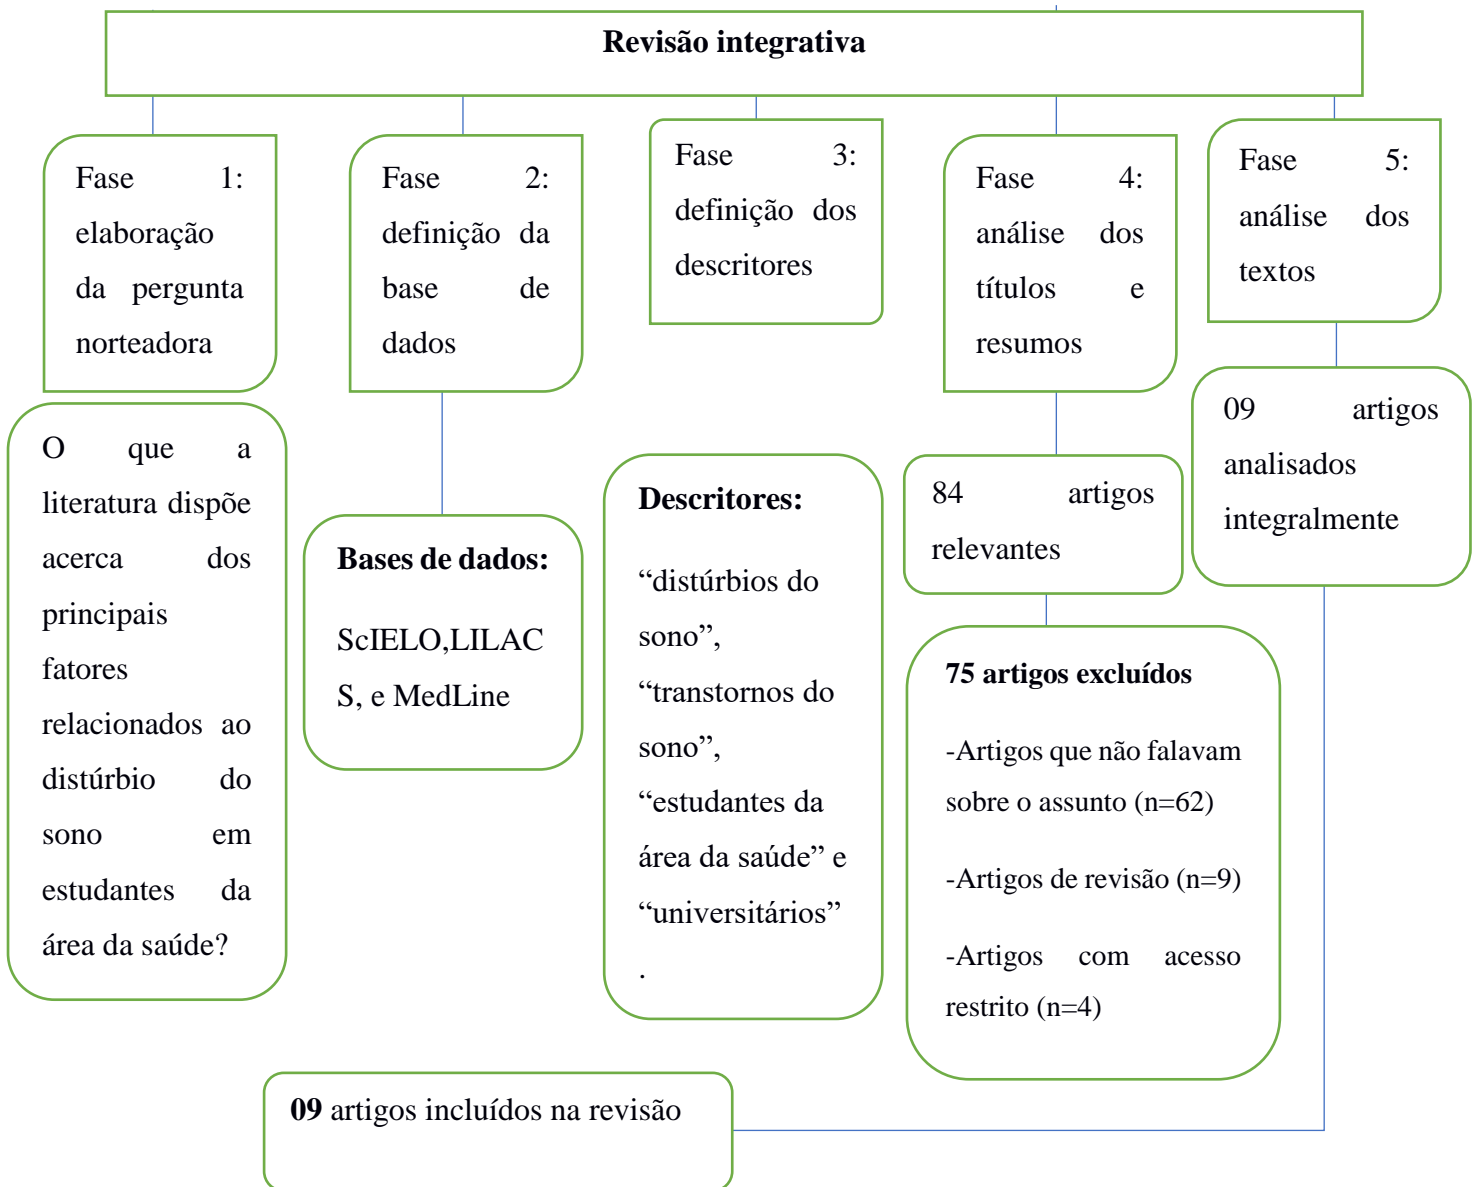 Revisão integrativa
Fase 1:
elaboração
da pergunta
norteadora
Fase 2:
definição da
base de
dados
Fase 3:
definição dos
descritores
Fase 4:
análise dos
títulos e
resumos
Fase 5:
análise dos
textos
O que a
literatura dispõe
acerca dos
principais
fatores
relacionados ao
distúrbio do
sono em
estudantes da
área da saúde?
Bases de dados:
ScIELO,LILAC
S, e MedLine
Descritores:
“distúrbios do
sono”,
“transtornos do
sono”,
“estudantes da
área da saúde” e
“universitários”
.
84 artigos
relevantes
75 artigos excluídos
-Artigos que não falavam
sobre o assunto (n=62)
-Artigos de revisão (n=9)
-Artigos com acesso
restrito (n=4)
09 artigos
analisados
integralmente
09 artigos incluídos na revisão